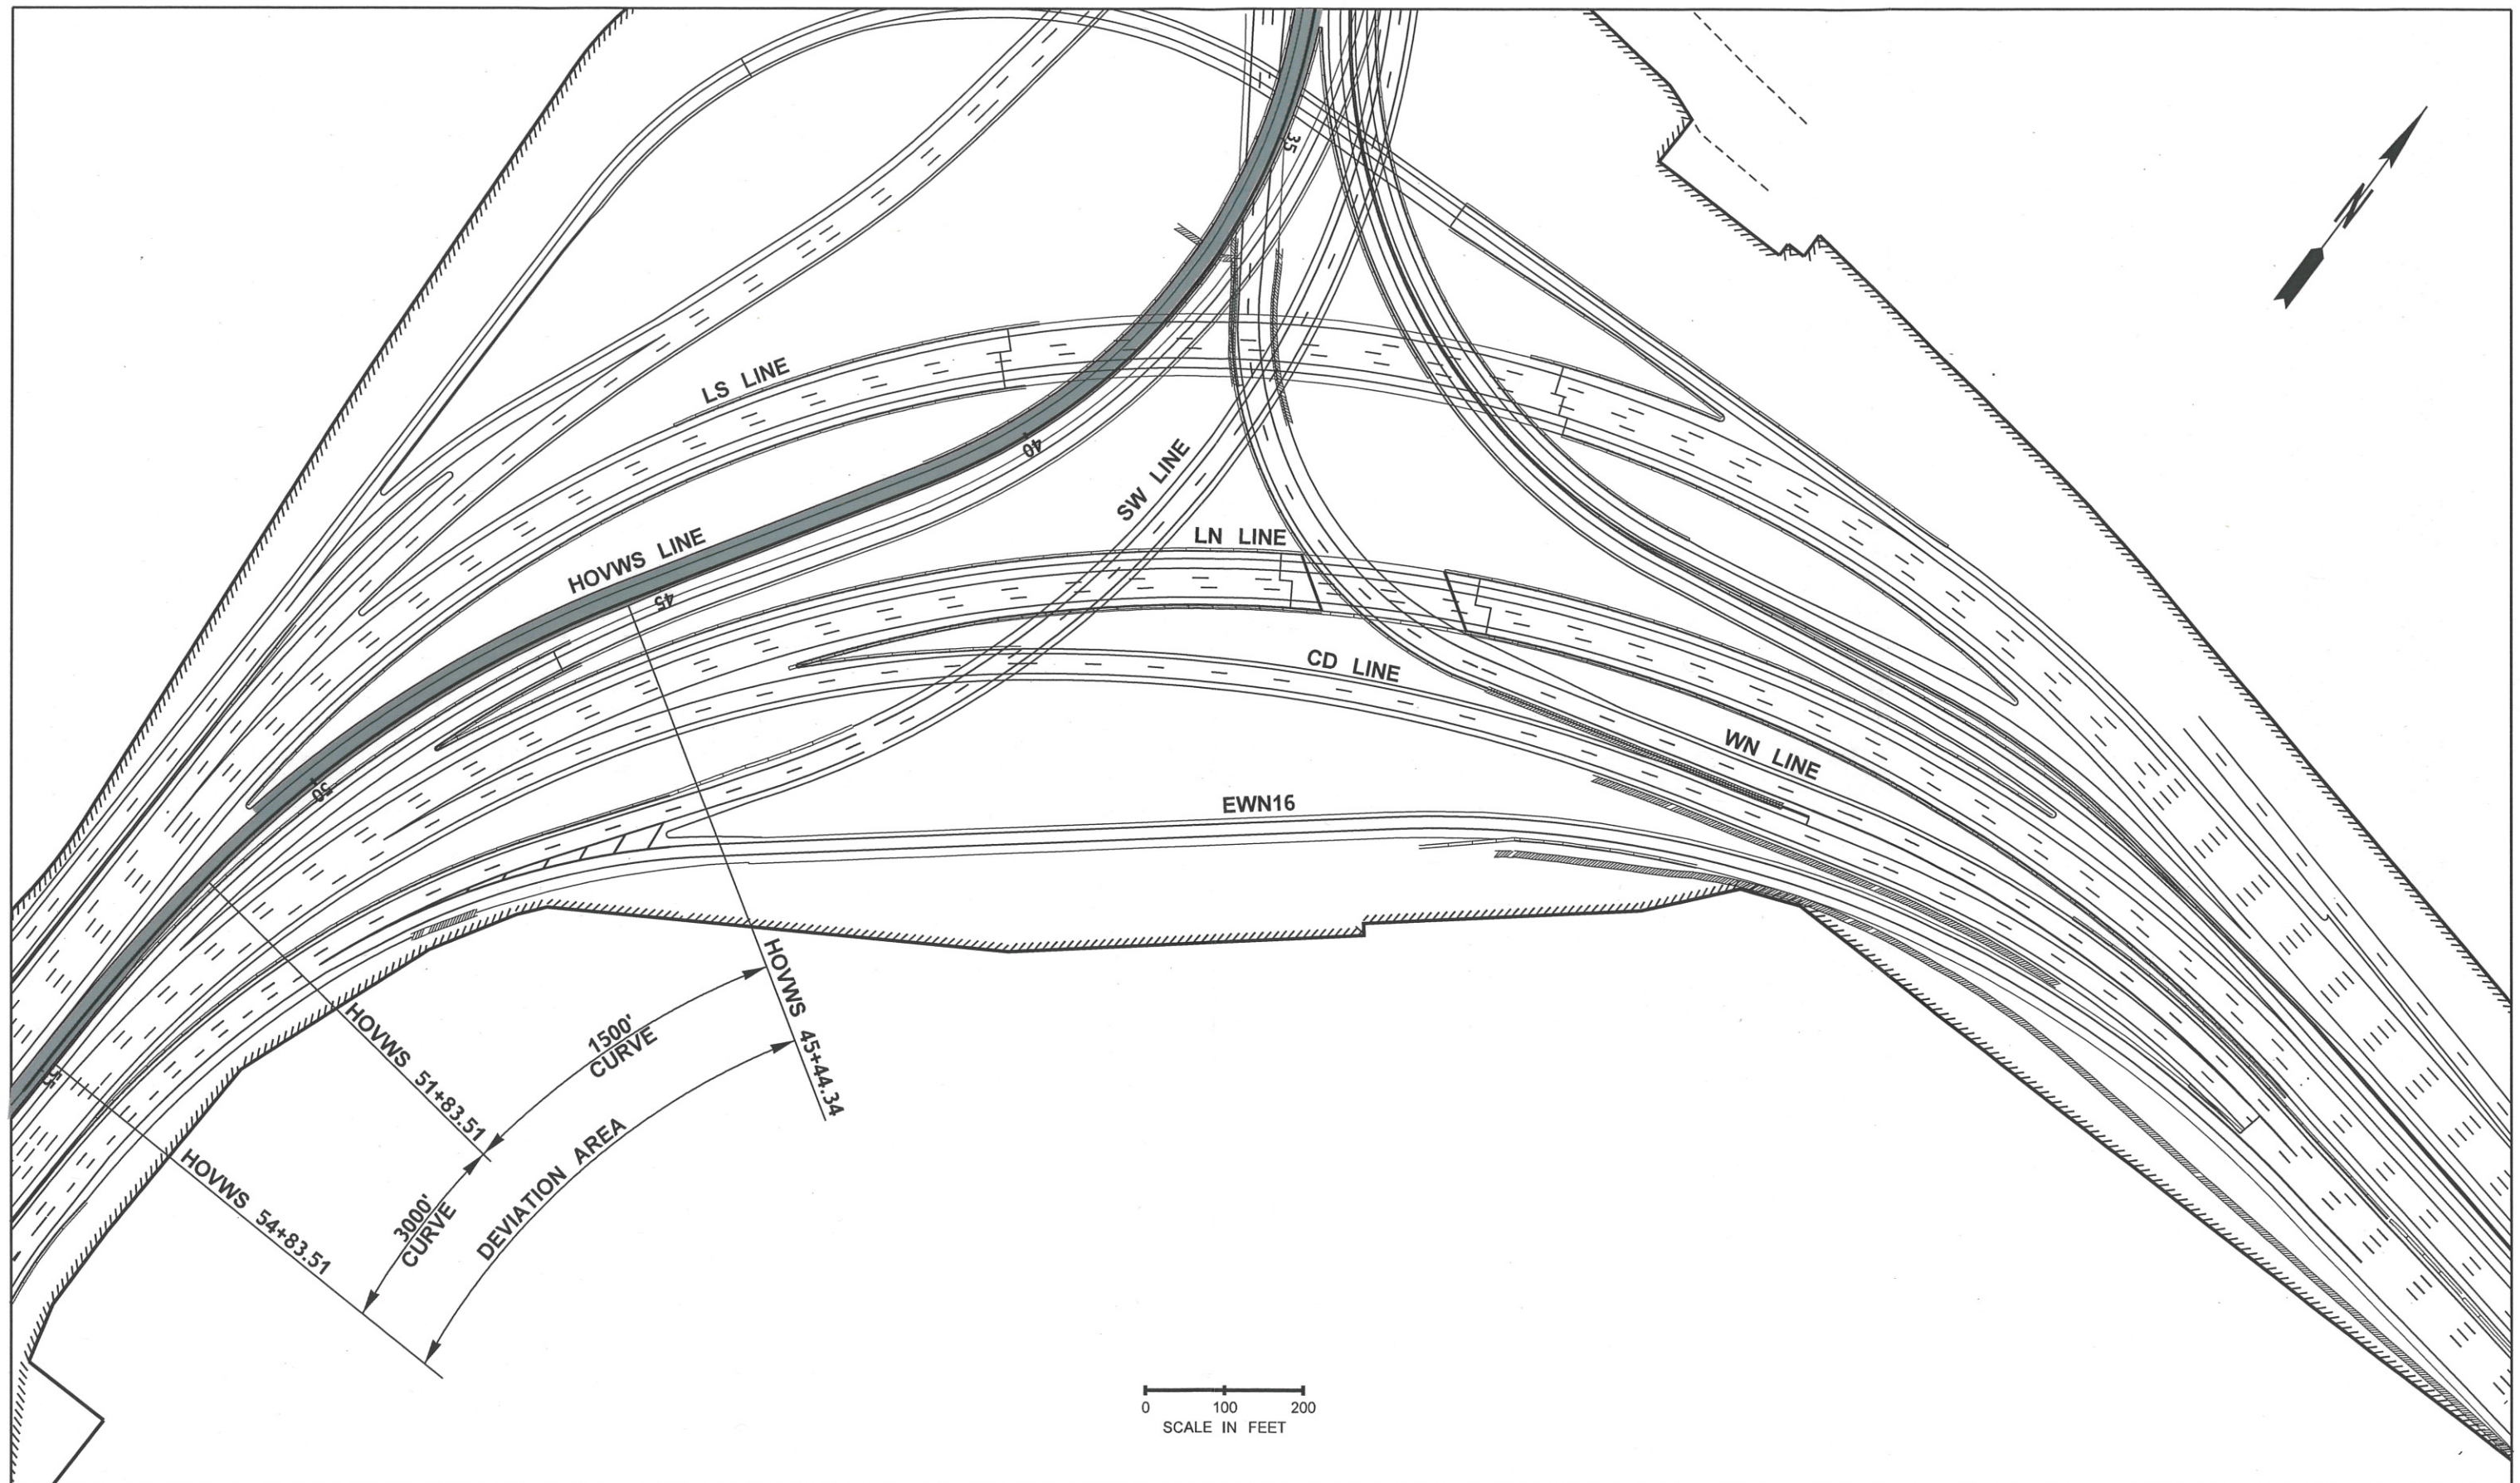 35
N
LS LINE
40
HOVWS LINE
45
SW LINE
LN LINE
CD LINE
WN LINE
EWN16
50
55
HOVWS 45+44.34
HOVWS 51+83.51
HOVWS 54+83.51
1500'
CURVE
3000'
CURVE
DEVIATION AREA
0 100 200
SCALE IN FEET